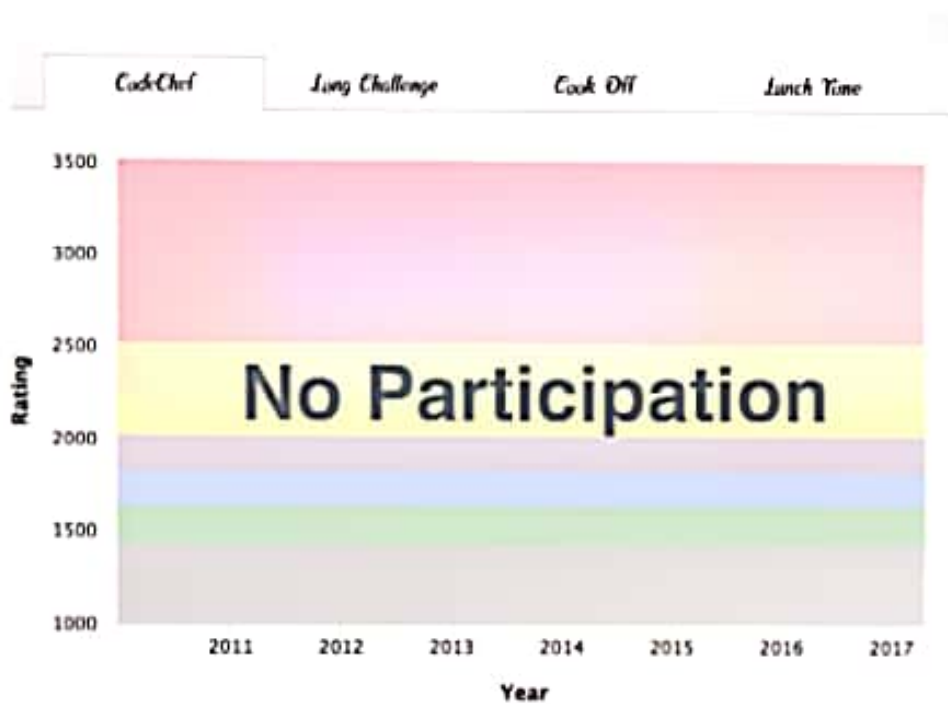 CodeChef
Long Challenge
Cook Off
Lunch Time
3500
3000
2500
2000
1500
1000
Rating
No Participation
2011 2012 2013 2014 2015 2016 2017
Year